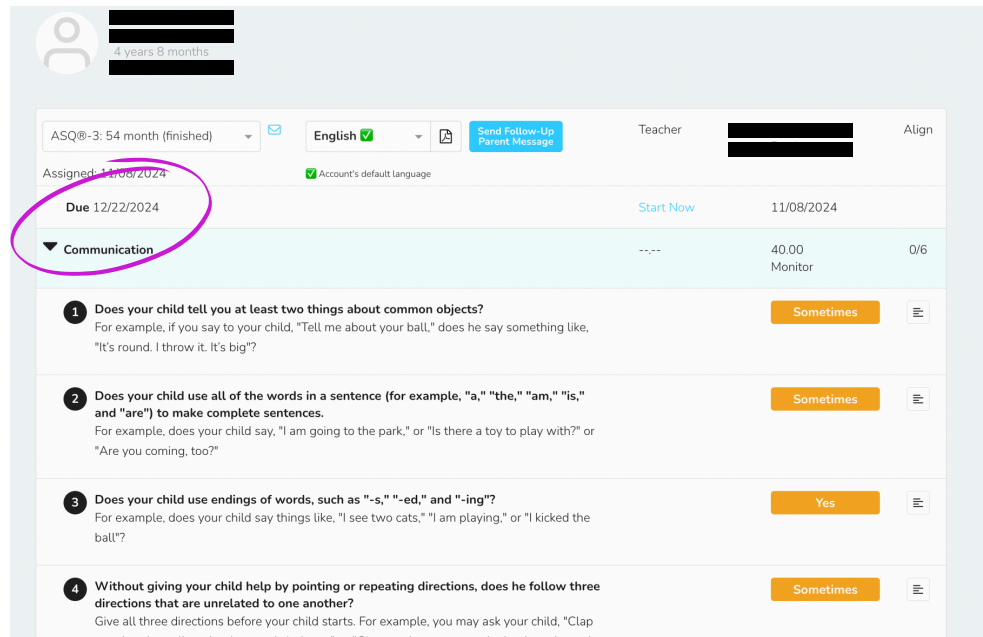 4 years 8 months
ASQ®-3: 54 month (finished)
English ✅
Send Follow-Up
Parent Message
Teacher
Align
Assigned: 11/08/2024
✅ Account's default language
Due 12/22/2024
Start Now
11/08/2024
Communication
--.--
40.00
Monitor
0/6
1
Does your child tell you at least two things about common objects?
For example, if you say to your child, "Tell me about your ball," does he say something like,
"It's round. I throw it. It's big"?
Sometimes
2
Does your child use all of the words in a sentence (for example, "a," "the," "am," "is,"
and "are") to make complete sentences.
For example, does your child say, "I am going to the park," or "Is there a toy to play with?" or
"Are you coming, too?"
Sometimes
3
Does your child use endings of words, such as "-s," "-ed," and "-ing"?
For example, does your child say things like, "I see two cats," "I am playing," or "I kicked the
ball"?
Yes
4
Without giving your child help by pointing or repeating directions, does he follow three
directions that are unrelated to one another?
Give all three directions before your child starts. For example, you may ask your child, "Clap
Sometimes